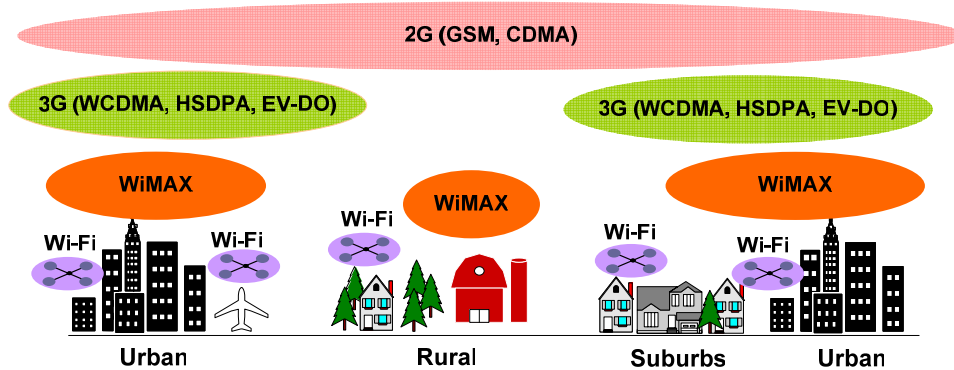 2G (GSM, CDMA)
3G (WCDMA, HSDPA, EV-DO)
3G (WCDMA, HSDPA, EV-DO)
WiMAX
WiMAX
WiMAX
Wi-Fi
Wi-Fi
Wi-Fi
Wi-Fi
Wi-Fi
Urban
Rural
Suburbs
Urban